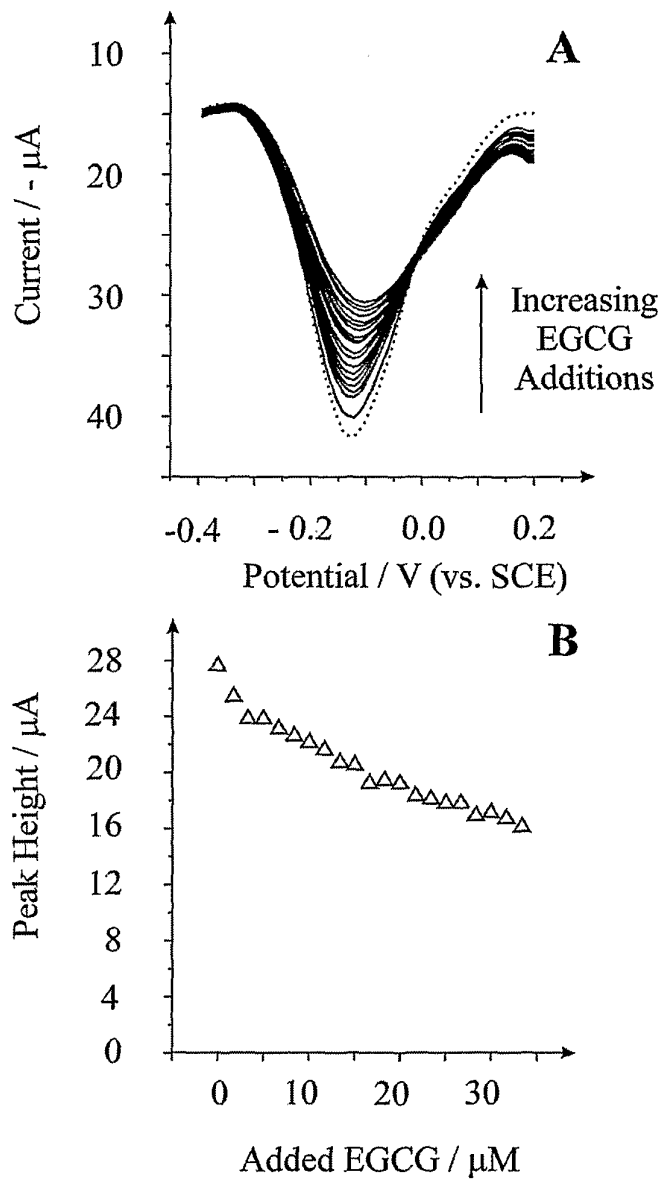 A
10
20
30
40
Current / - μA
Increasing
EGCG
Additions
-0.4
- 0.2
0.0
0.2
Potential / V (vs. SCE)
B
28
24
20
16
12
8
4
0
Peak Height / μA
0
10
20
30
Added EGCG / μM